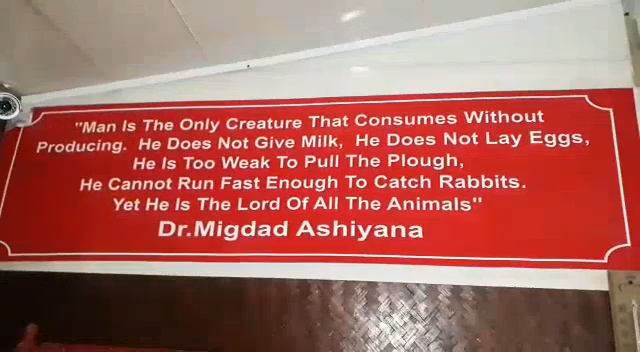 "Man Is The Only Creature That Consumes Without
Producing. He Does Not Give Milk, He Does Not Lay Eggs,
He Is Too Weak To Pull The Plough,
He Cannot Run Fast Enough To Catch Rabbits.
Yet He Is The Lord Of All The Animals"
Dr.Migdad Ashiyana